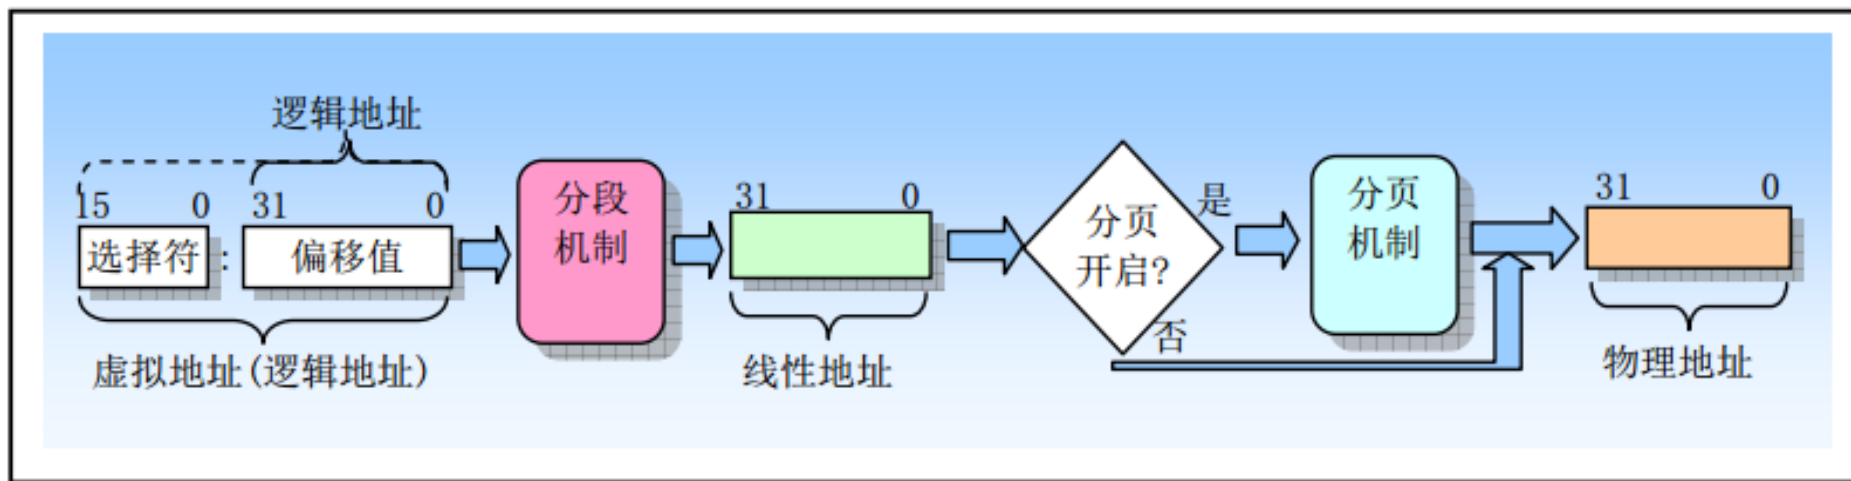 逻辑地址
15 0 31 0
选择符 : 偏移值
虚拟地址(逻辑地址)
分段
机制
31 0
线性地址
分页
开启?
是
否
分页
机制
31 0
物理地址